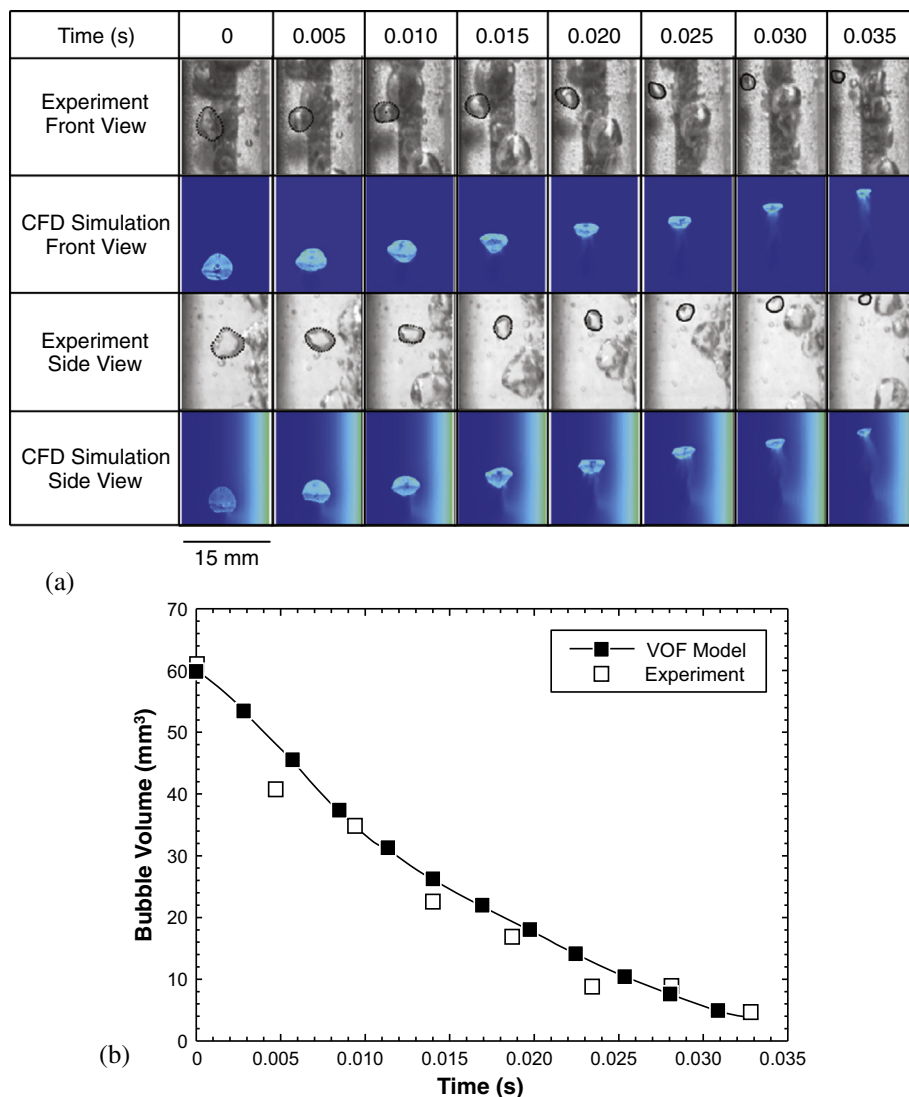 Time (s) 0 0.005 0.010 0.015 0.020 0.025 0.030 0.035
Experiment
Front View
CFD Simulation
Front View
Experiment
Side View
CFD Simulation
Side View
15 mm
(a)
70
60
50
40
30
20
10
0
Bubble Volume (mm³)
VOF Model
Experiment
0 0.005 0.010 0.015 0.020 0.025 0.030 0.035
(b)
Time (s)